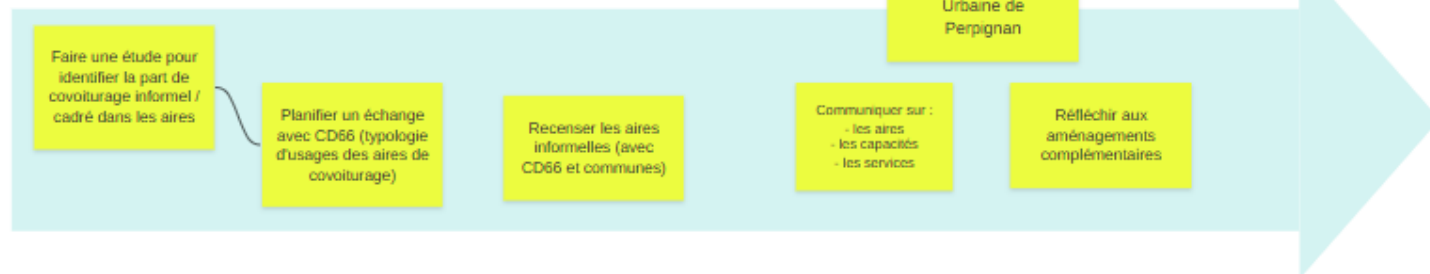 Urbaine de
Perpignan
Faire une étude pour
identifier la part de
covoiturage informel /
cadré dans les aires
Planifier un échange
avec CD66 (typologie
d'usages des aires de
covoiturage)
Recenser les aires
informelles (avec
CD66 et communes)
Communiquer sur :
- les aires
- les capacités
- les services
Réfléchir aux
aménagements
complémentaires